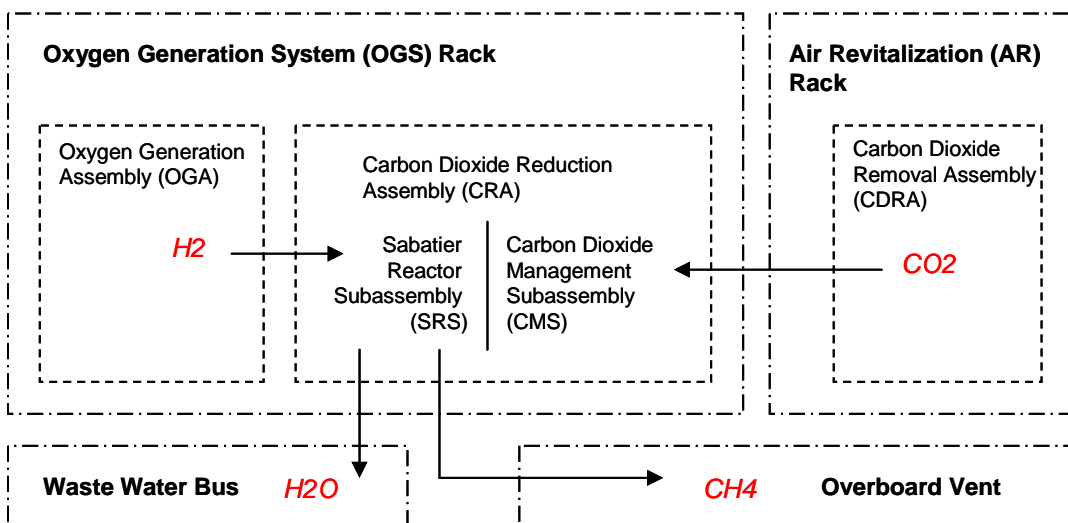 Oxygen Generation System (OGS) Rack
Air Revitalization (AR)
Rack
Oxygen Generation
Assembly (OGA)
H2
Carbon Dioxide Reduction
Assembly (CRA)
Sabatier
Reactor
Subassembly
(SRS)
Carbon Dioxide
Management
Subassembly
(CMS)
Carbon Dioxide
Removal Assembly
(CDRA)
CO2
Waste Water Bus
H2O
CH4
Overboard Vent